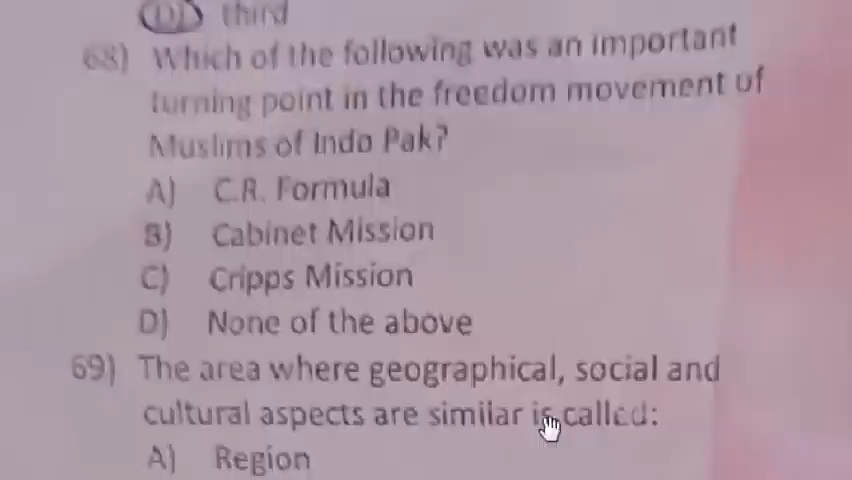 (D) third
68) Which of the following was an important
turning point in the freedom movement of
Muslims of Indo Pak?
A) C.R. Formula
B) Cabinet Mission
C) Cripps Mission
D) None of the above
69) The area where geographical, social and
cultural aspects are similar is called:
A) Region